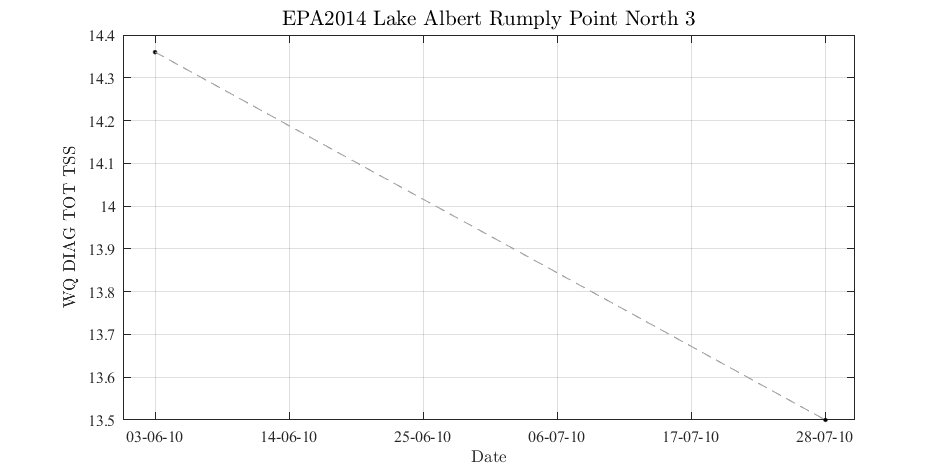 EPA2014 Lake Albert Rumply Point North 3
14.4
14.3
14.2
14.1
14
13.9
13.8
13.7
13.6
13.5
WQ DIAG TOT TSS
03-06-10 14-06-10 25-06-10 06-07-10 17-07-10 28-07-10
Date